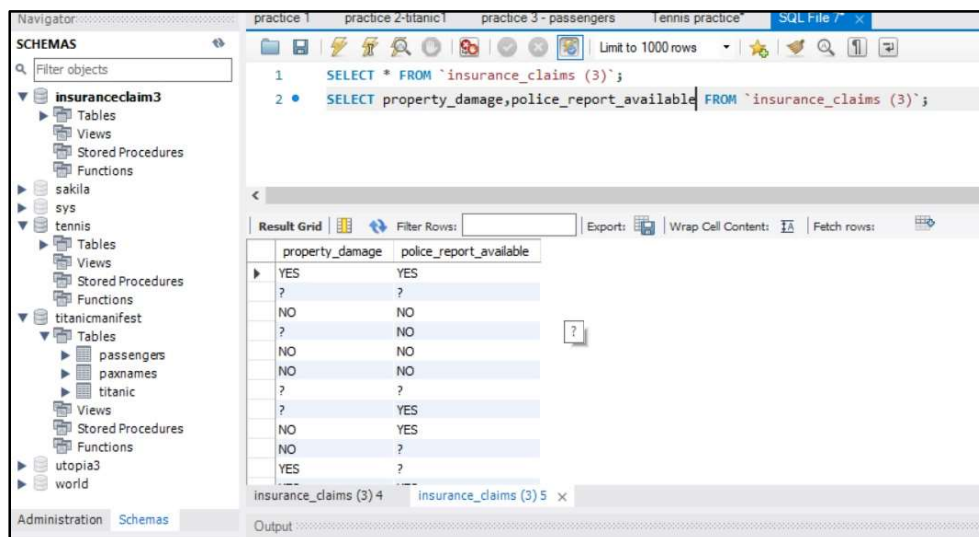 Navigator
practice 1 practice 2-titanic1 practice 3 - passengers Tennis practice* SQL File 7*
SCHEMAS
Filter objects
insuranceclaim3
Tables
Views
Stored Procedures
Functions
sakila
sys
tennis
Tables
Views
Stored Procedures
Functions
titanicmanifest
Tables
passengers
paxnames
titanic
Views
Stored Procedures
Functions
utopia3
world
Administration Schemas
Limit to 1000 rows
1 SELECT * FROM `insurance_claims (3)`;
2 SELECT property_damage,police_report_available FROM `insurance_claims (3)`;
Result Grid Filter Rows: Export: Wrap Cell Content: Fetch rows:
property_damage police_report_available
YES YES
? ?
NO NO
? NO
NO NO
NO NO
? ?
? YES
NO YES
NO ?
YES ?
?
insurance_claims (3) 4 insurance_claims (3) 5
Output